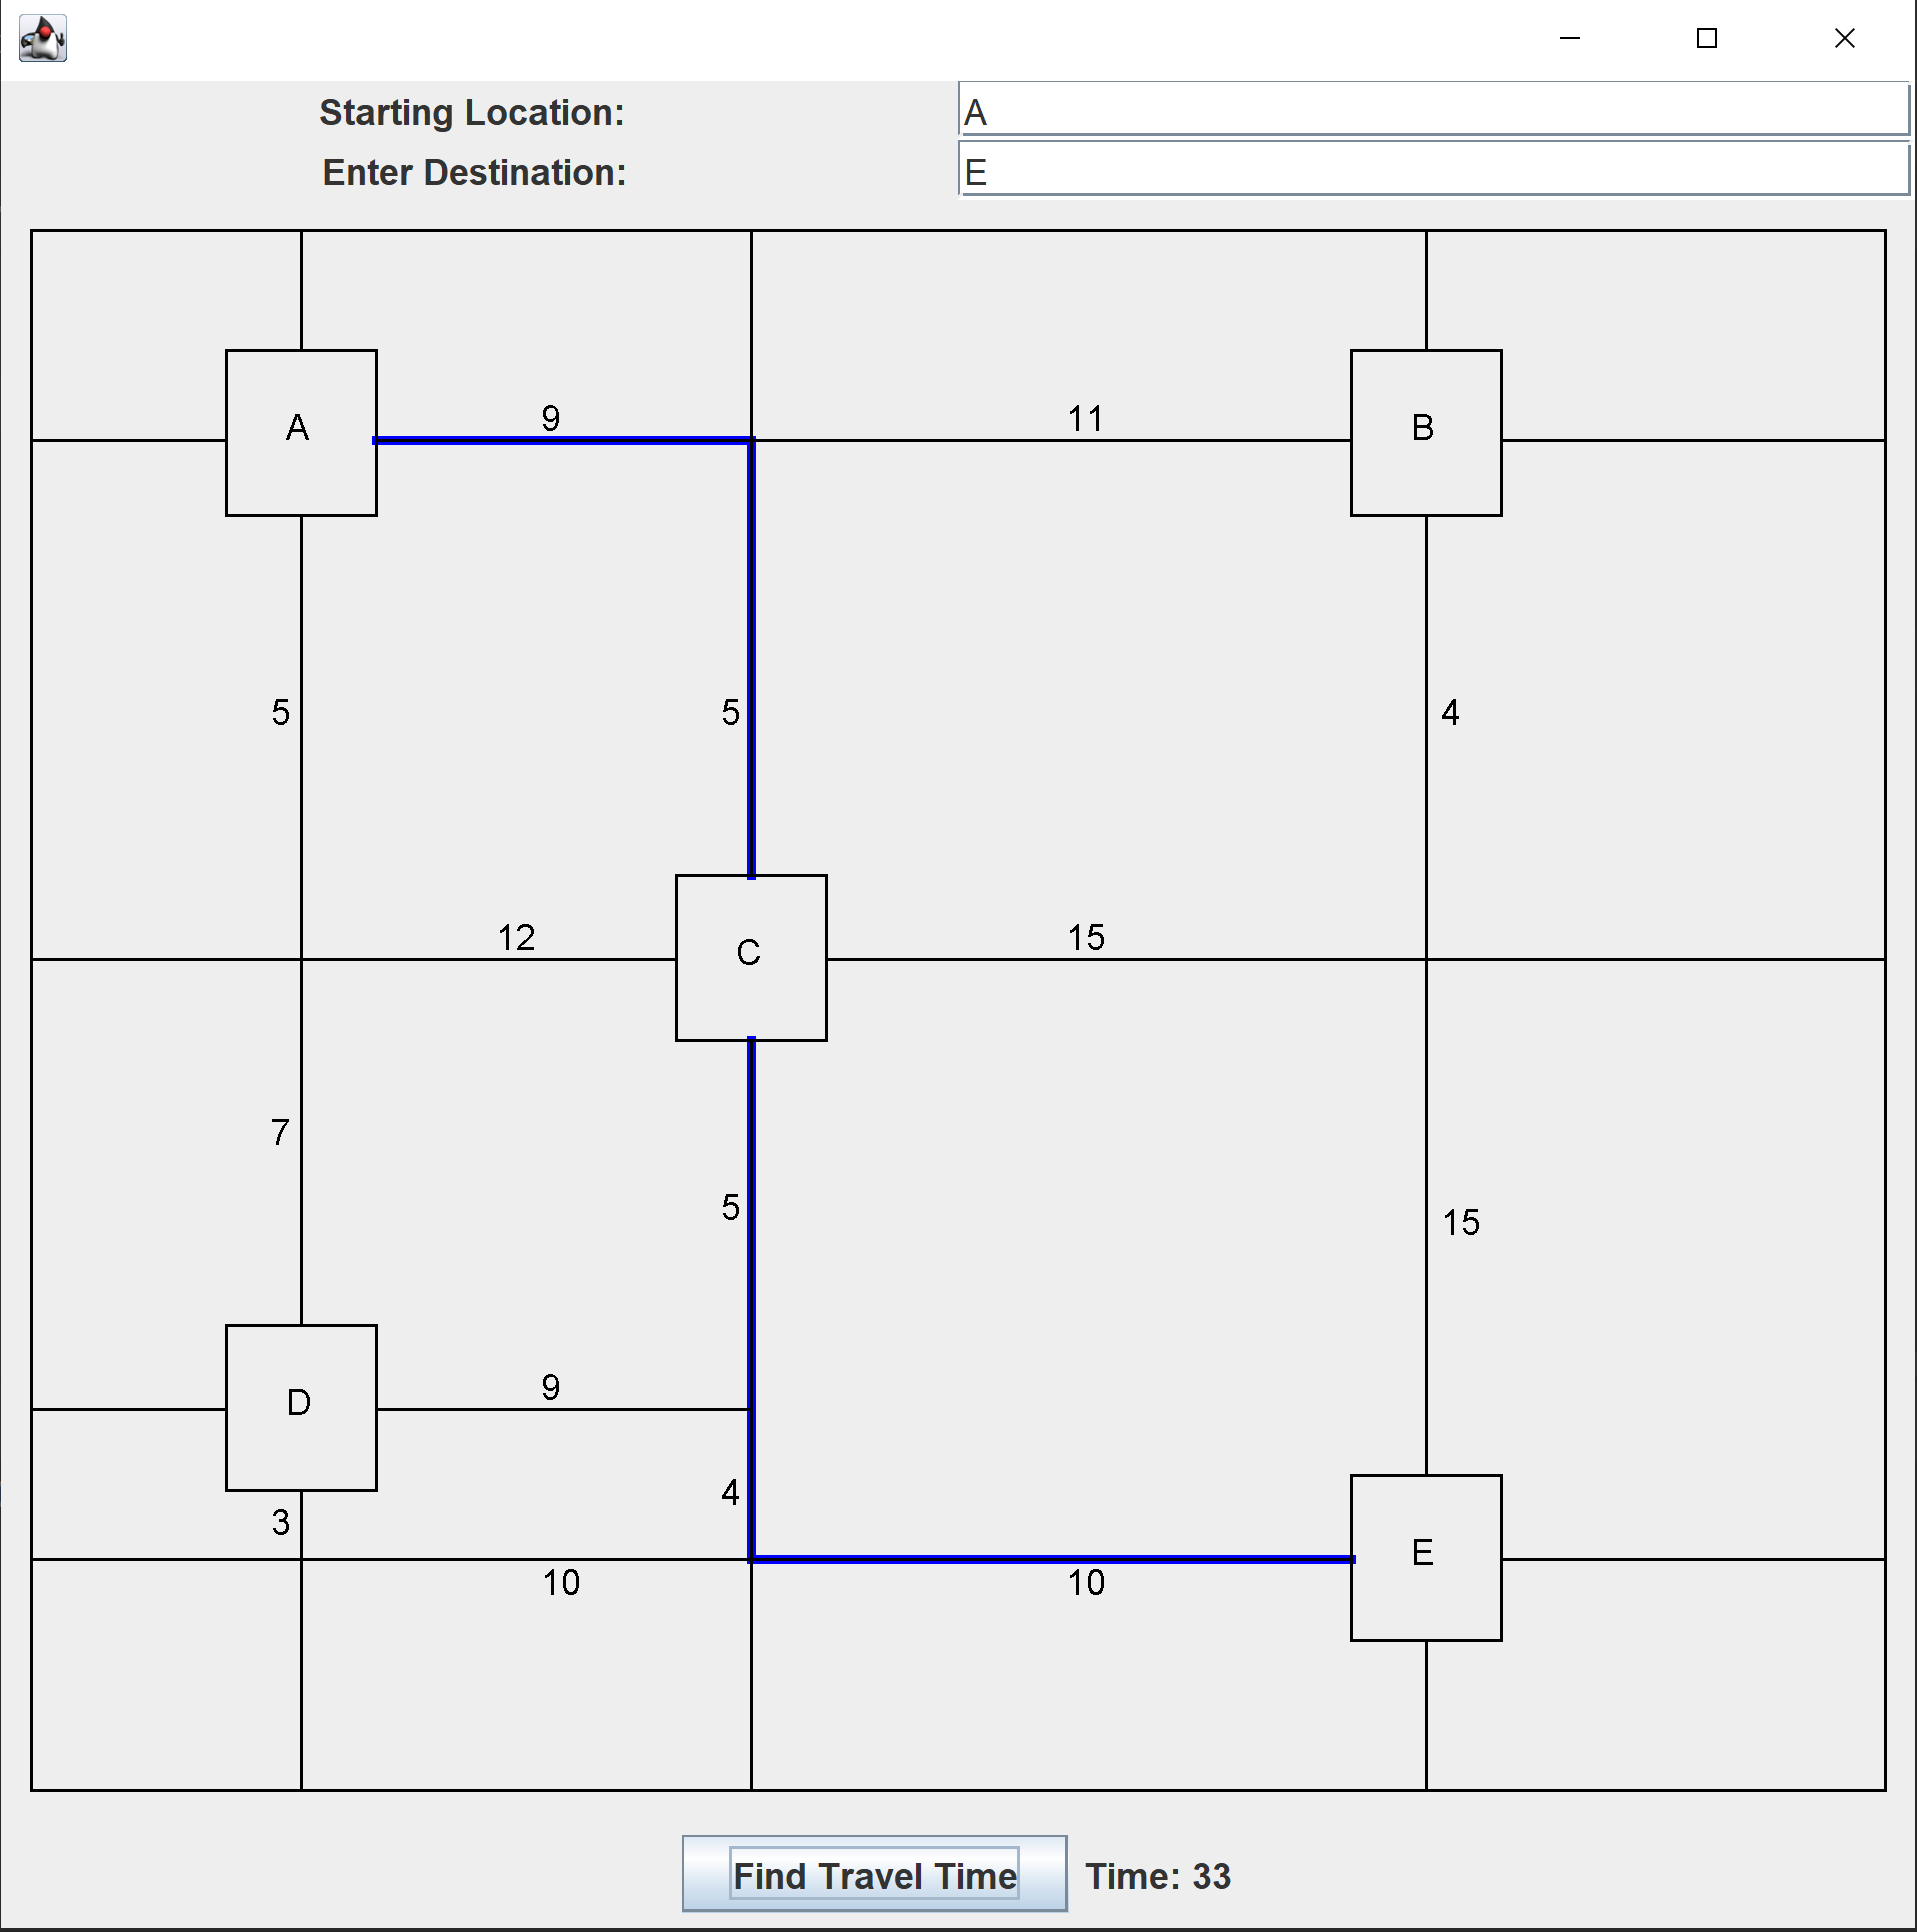 Starting Location: A
Enter Destination: E
9 11
A B
5 5 4
12 15
C
7
5
15
9
D
4
3
E
10 10
Find Travel Time Time: 33